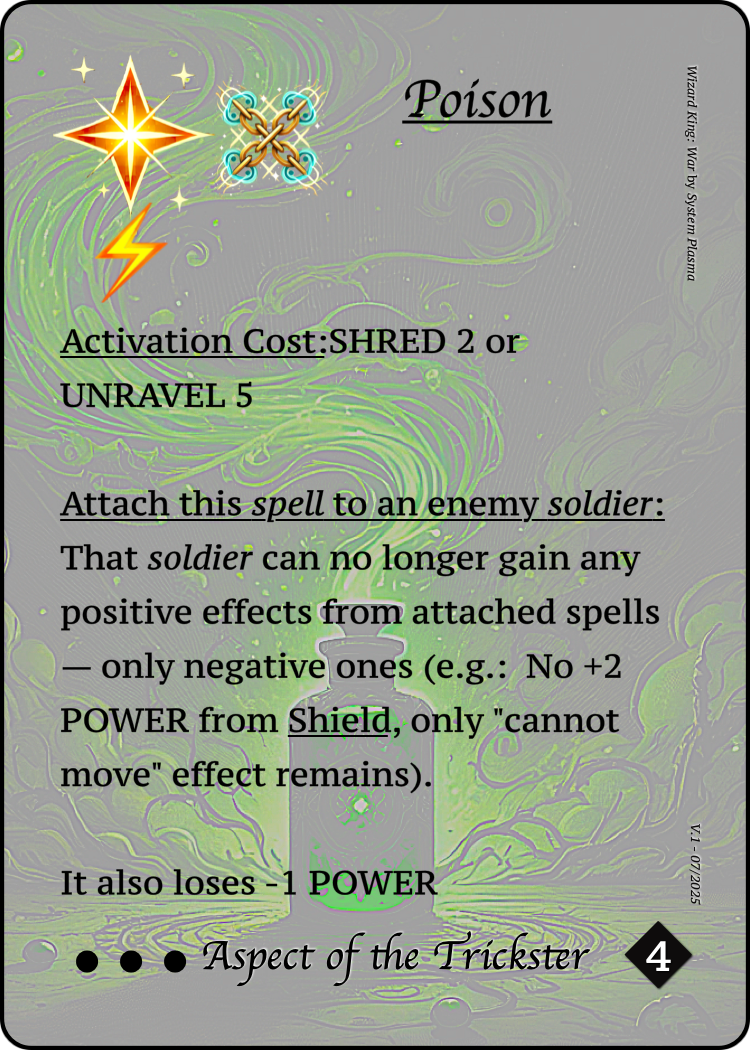 Poison
Wizard King: War by System Plasma
Activation Cost:SHRED 2 or
UNRAVEL 5
Attach this spell to an enemy soldier:
That soldier can no longer gain any
positive effects from attached spells
— only negative ones (e.g.:  No +2
POWER from Shield, only "cannot
move" effect remains).
It also loses -1 POWER
V.1 - 07/2025
● ● ● Aspect of the Trickster
4